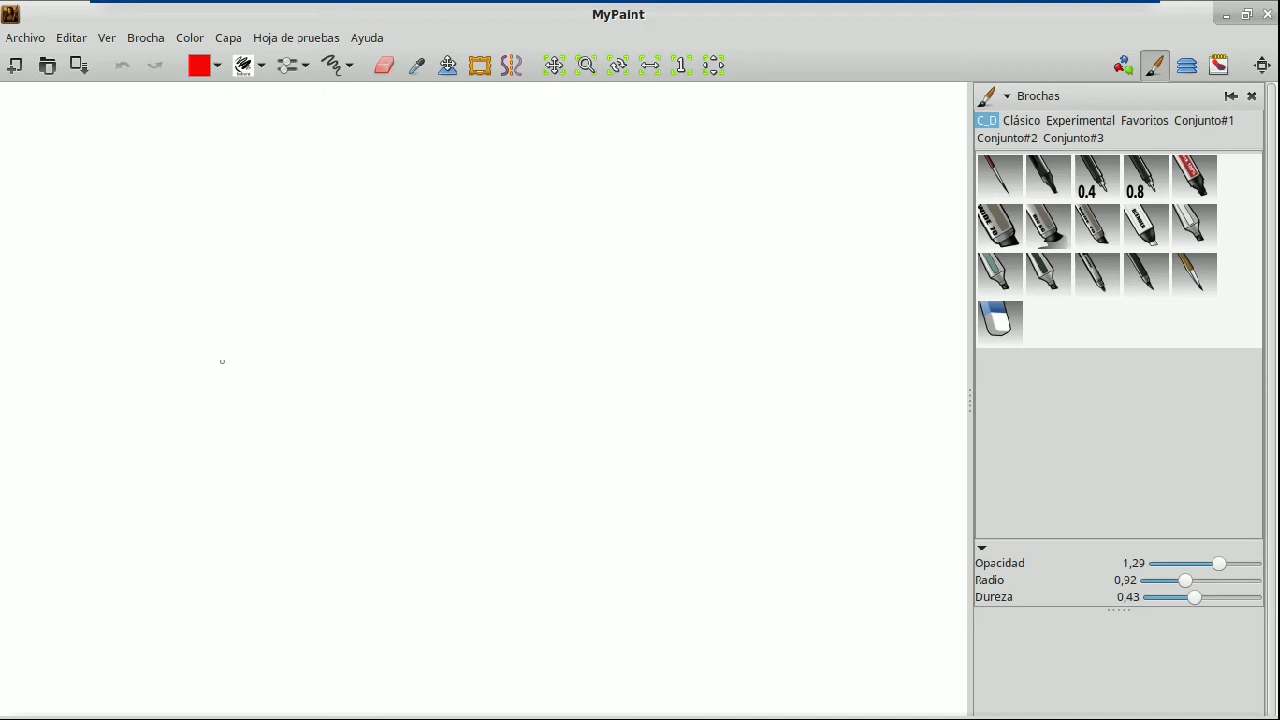 MyPaint
Archivo Editar Ver Brocha Color Capa Hoja de pruebas Ayuda
1
Brochas
C_D Clásico Experimental Favoritos Conjunto#1
Conjunto#2 Conjunto#3
0.4 0.8
Opacidad 1,29
Radio 0,92
Dureza 0,43